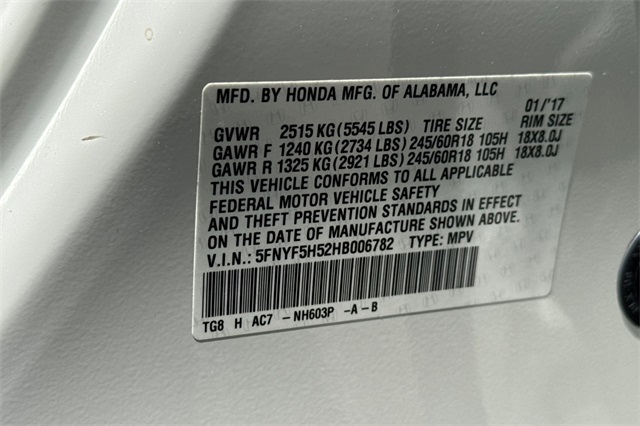 MFD. BY HONDA MFG. OF ALABAMA, LLC
01/'17
GVWR 2515 KG (5545 LBS) TIRE SIZE RIM SIZE
GAWR F 1240 KG (2734 LBS) 245/60R18 105H 18X8.0J
GAWR R 1325 KG (2921 LBS) 245/60R18 105H 18X8.0J
THIS VEHICLE CONFORMS TO ALL APPLICABLE
FEDERAL MOTOR VEHICLE SAFETY
AND THEFT PREVENTION STANDARDS IN EFFECT
ON THE DATE OF MANUFACTURE SHOWN ABOVE.
V.I.N.: 5FNYF5H52HB006782 TYPE: MPV
TG8 H AC7 - NH603P -A-B